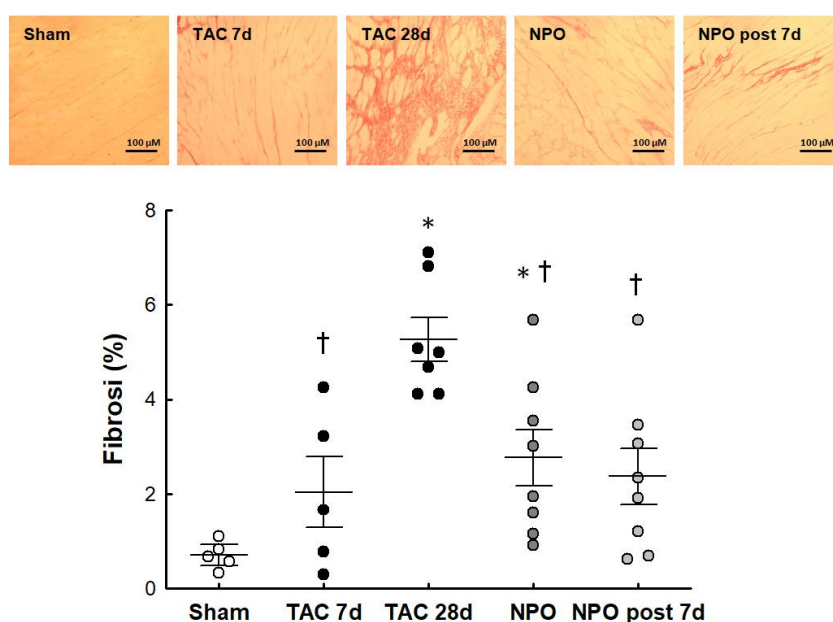 Sham
TAC 7d
TAC 28d
NPO
NPO post 7d
100 µM
100 µM
100 µM
100 µM
100 µM
Fibrosi (%)
8
6
4
2
0
*
†
*
* †
†
Sham
TAC 7d
TAC 28d
NPO
NPO post 7d